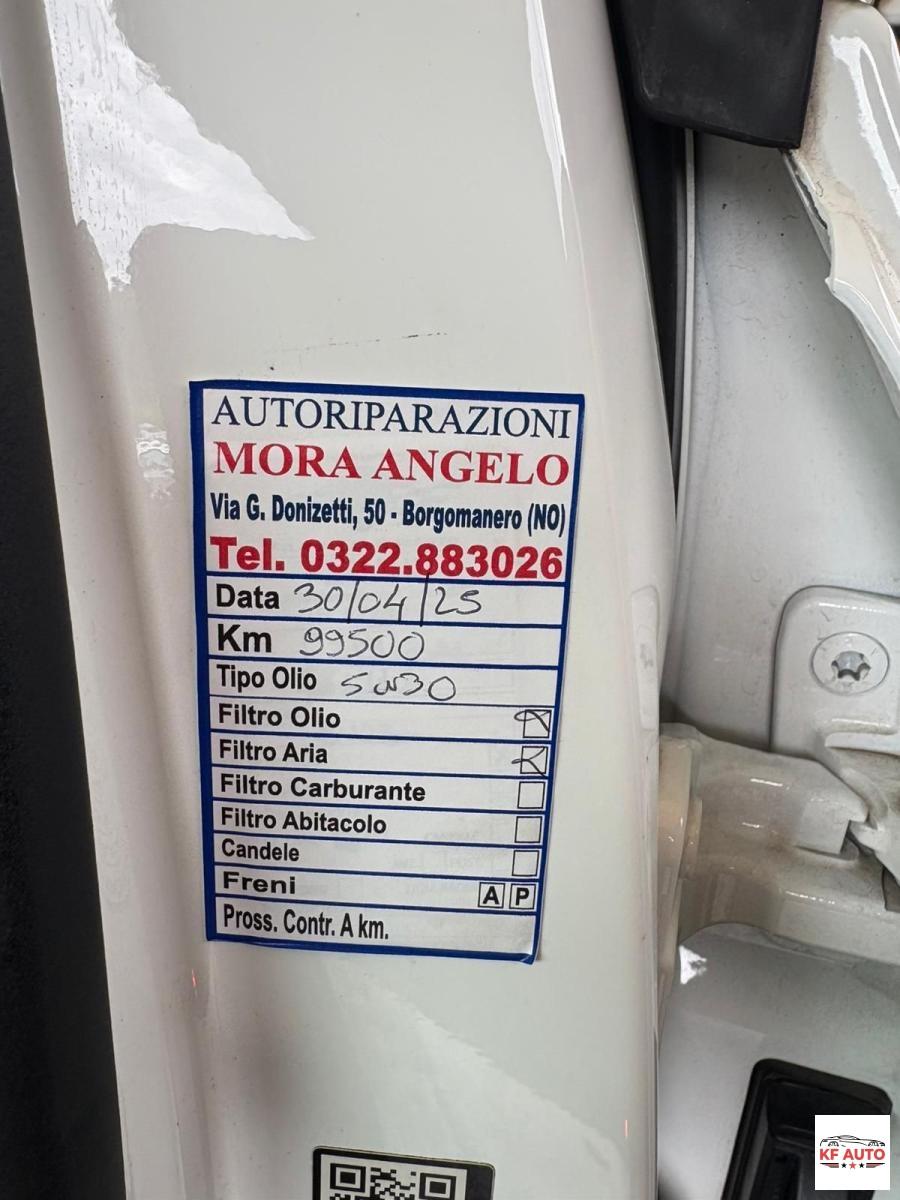 AUTORIPARAZIONI
MORA ANGELO
Via G. Donizetti, 50 - Borgomanero (NO)
Tel. 0322.883026
Data 30/04/25
Km 99500
Tipo Olio 5w30
Filtro Olio
Filtro Aria
Filtro Carburante
Filtro Abitacolo
Candele
Freni A P
Pross. Contr. A km.
KF AUTO